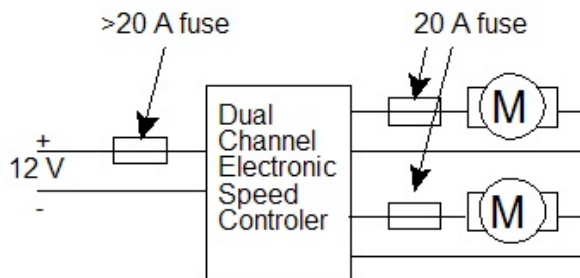 >20 A fuse
20 A fuse
+
12 V
-
Dual
Channel
Electronic
Speed
Controler
M
M